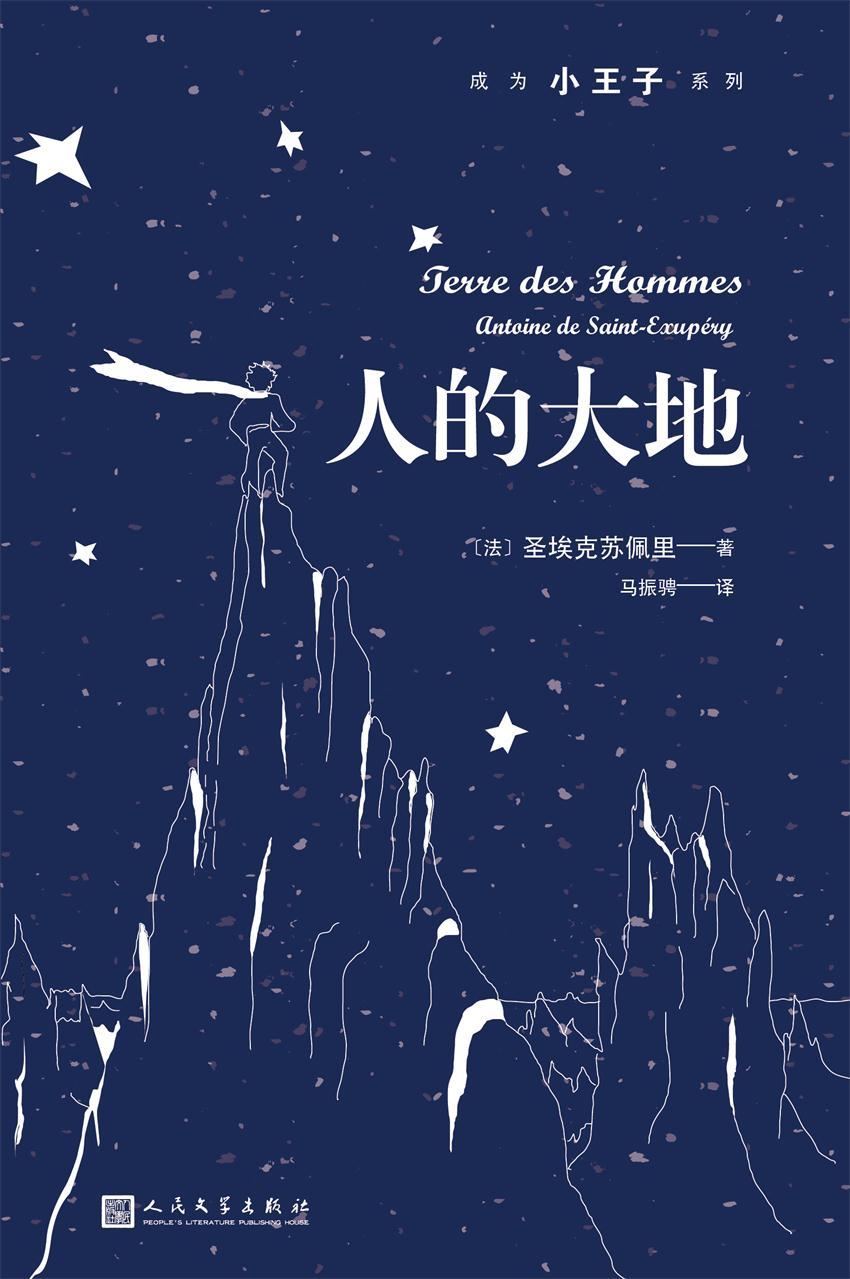 成为 小王子 系列
Terre des Hommes
Antoine de Saint-Exupéry
人的大地
〔法〕圣埃克苏佩里——著
马振骋——译
人民文学出版社
PEOPLE'S LITERATURE PUBLISHING HOUSE